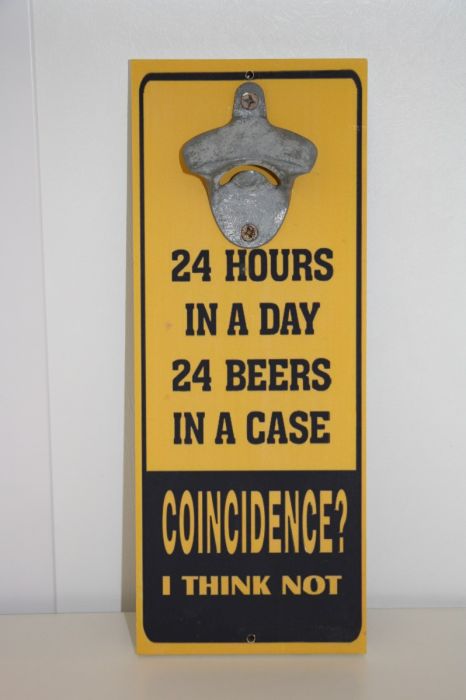 24 HOURS
IN A DAY
24 BEERS
IN A CASE
COINCIDENCE?
I THINK NOT